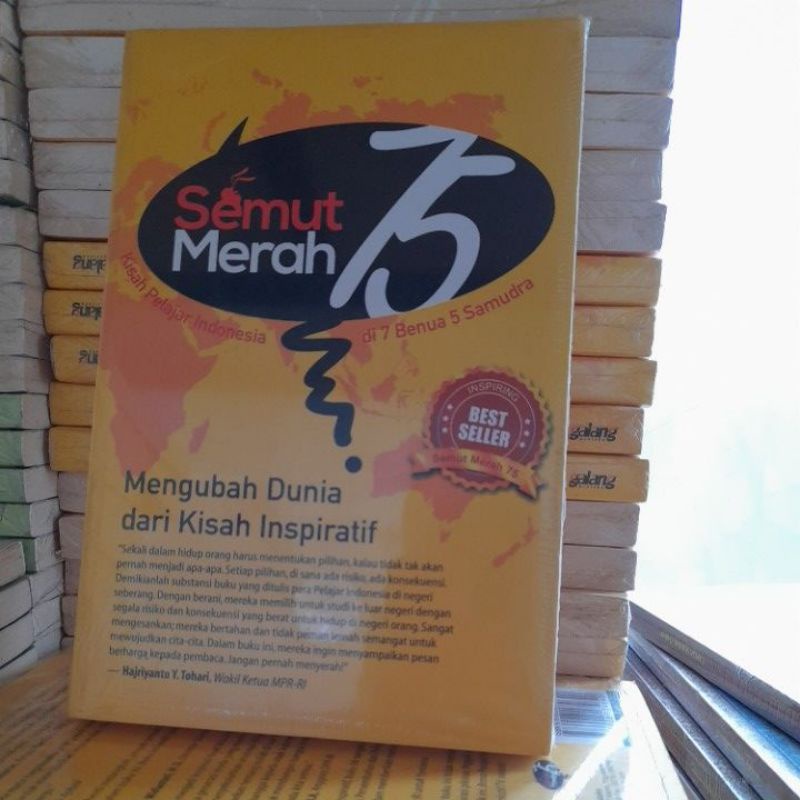 Semut
Merah 75
Kisah Pelajar Indonesia di 7 Benua 5 Samudra
INSPIRING
BEST
SELLER
Semut Merah 75
Mengubah Dunia
dari Kisah Inspiratif
"Sekali dalam hidup orang harus menentukan pilihan, kalau tidak tak akan
pernah menjadi apa-apa. Setiap pilihan, di sana ada risiko, ada konsekuensi.
Demikianlah substansi buku yang ditulis para Pelajar Indonesia di negeri
seberang. Dengan berani, mereka memilih untuk studi ke luar negeri dengan
segala risiko dan konsekuensi yang berat untuk hidup di negeri orang. Sangat
mengesankan; mereka bertahan dan tidak pernah lemah semangat untuk
mewujudkan cita-cita. Dalam buku ini, mereka ingin menyampaikan pesan
berharga kepada pembaca. Jangan pernah menyerah!"
— Hajriyanto Y. Tohari, Wakil Ketua MPR-RI
galang
galang